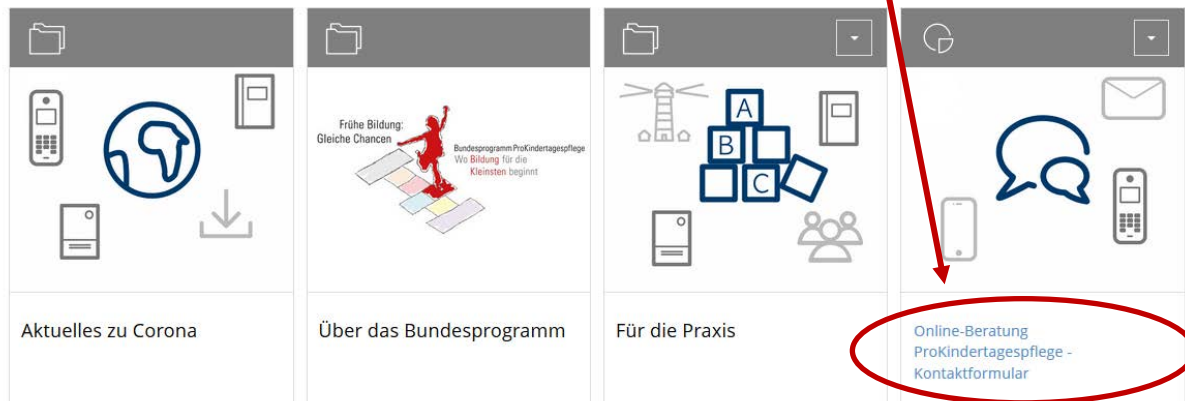 Frühe Bildung:
Gleiche Chancen
Bundesprogramm ProKindertagespflege
Wo Bildung für die
Kleinsten beginnt
A
B
C
Aktuelles zu Corona
Über das Bundesprogramm
Für die Praxis
Online-Beratung
ProKindertagespflege -
Kontaktformular